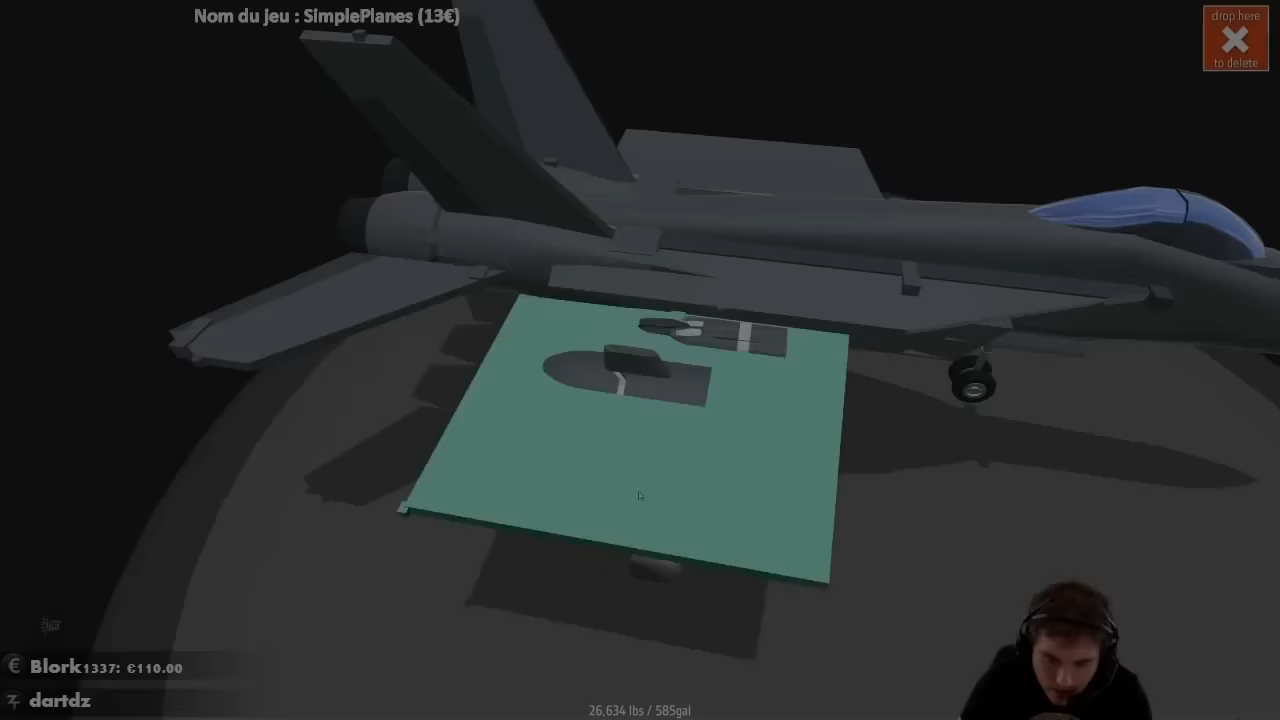 Nom du jeu : SimplePlanes (13€)
drop here
to delete
€ Blork1337: €110.00
dartdz
26,634 lbs / 585gal